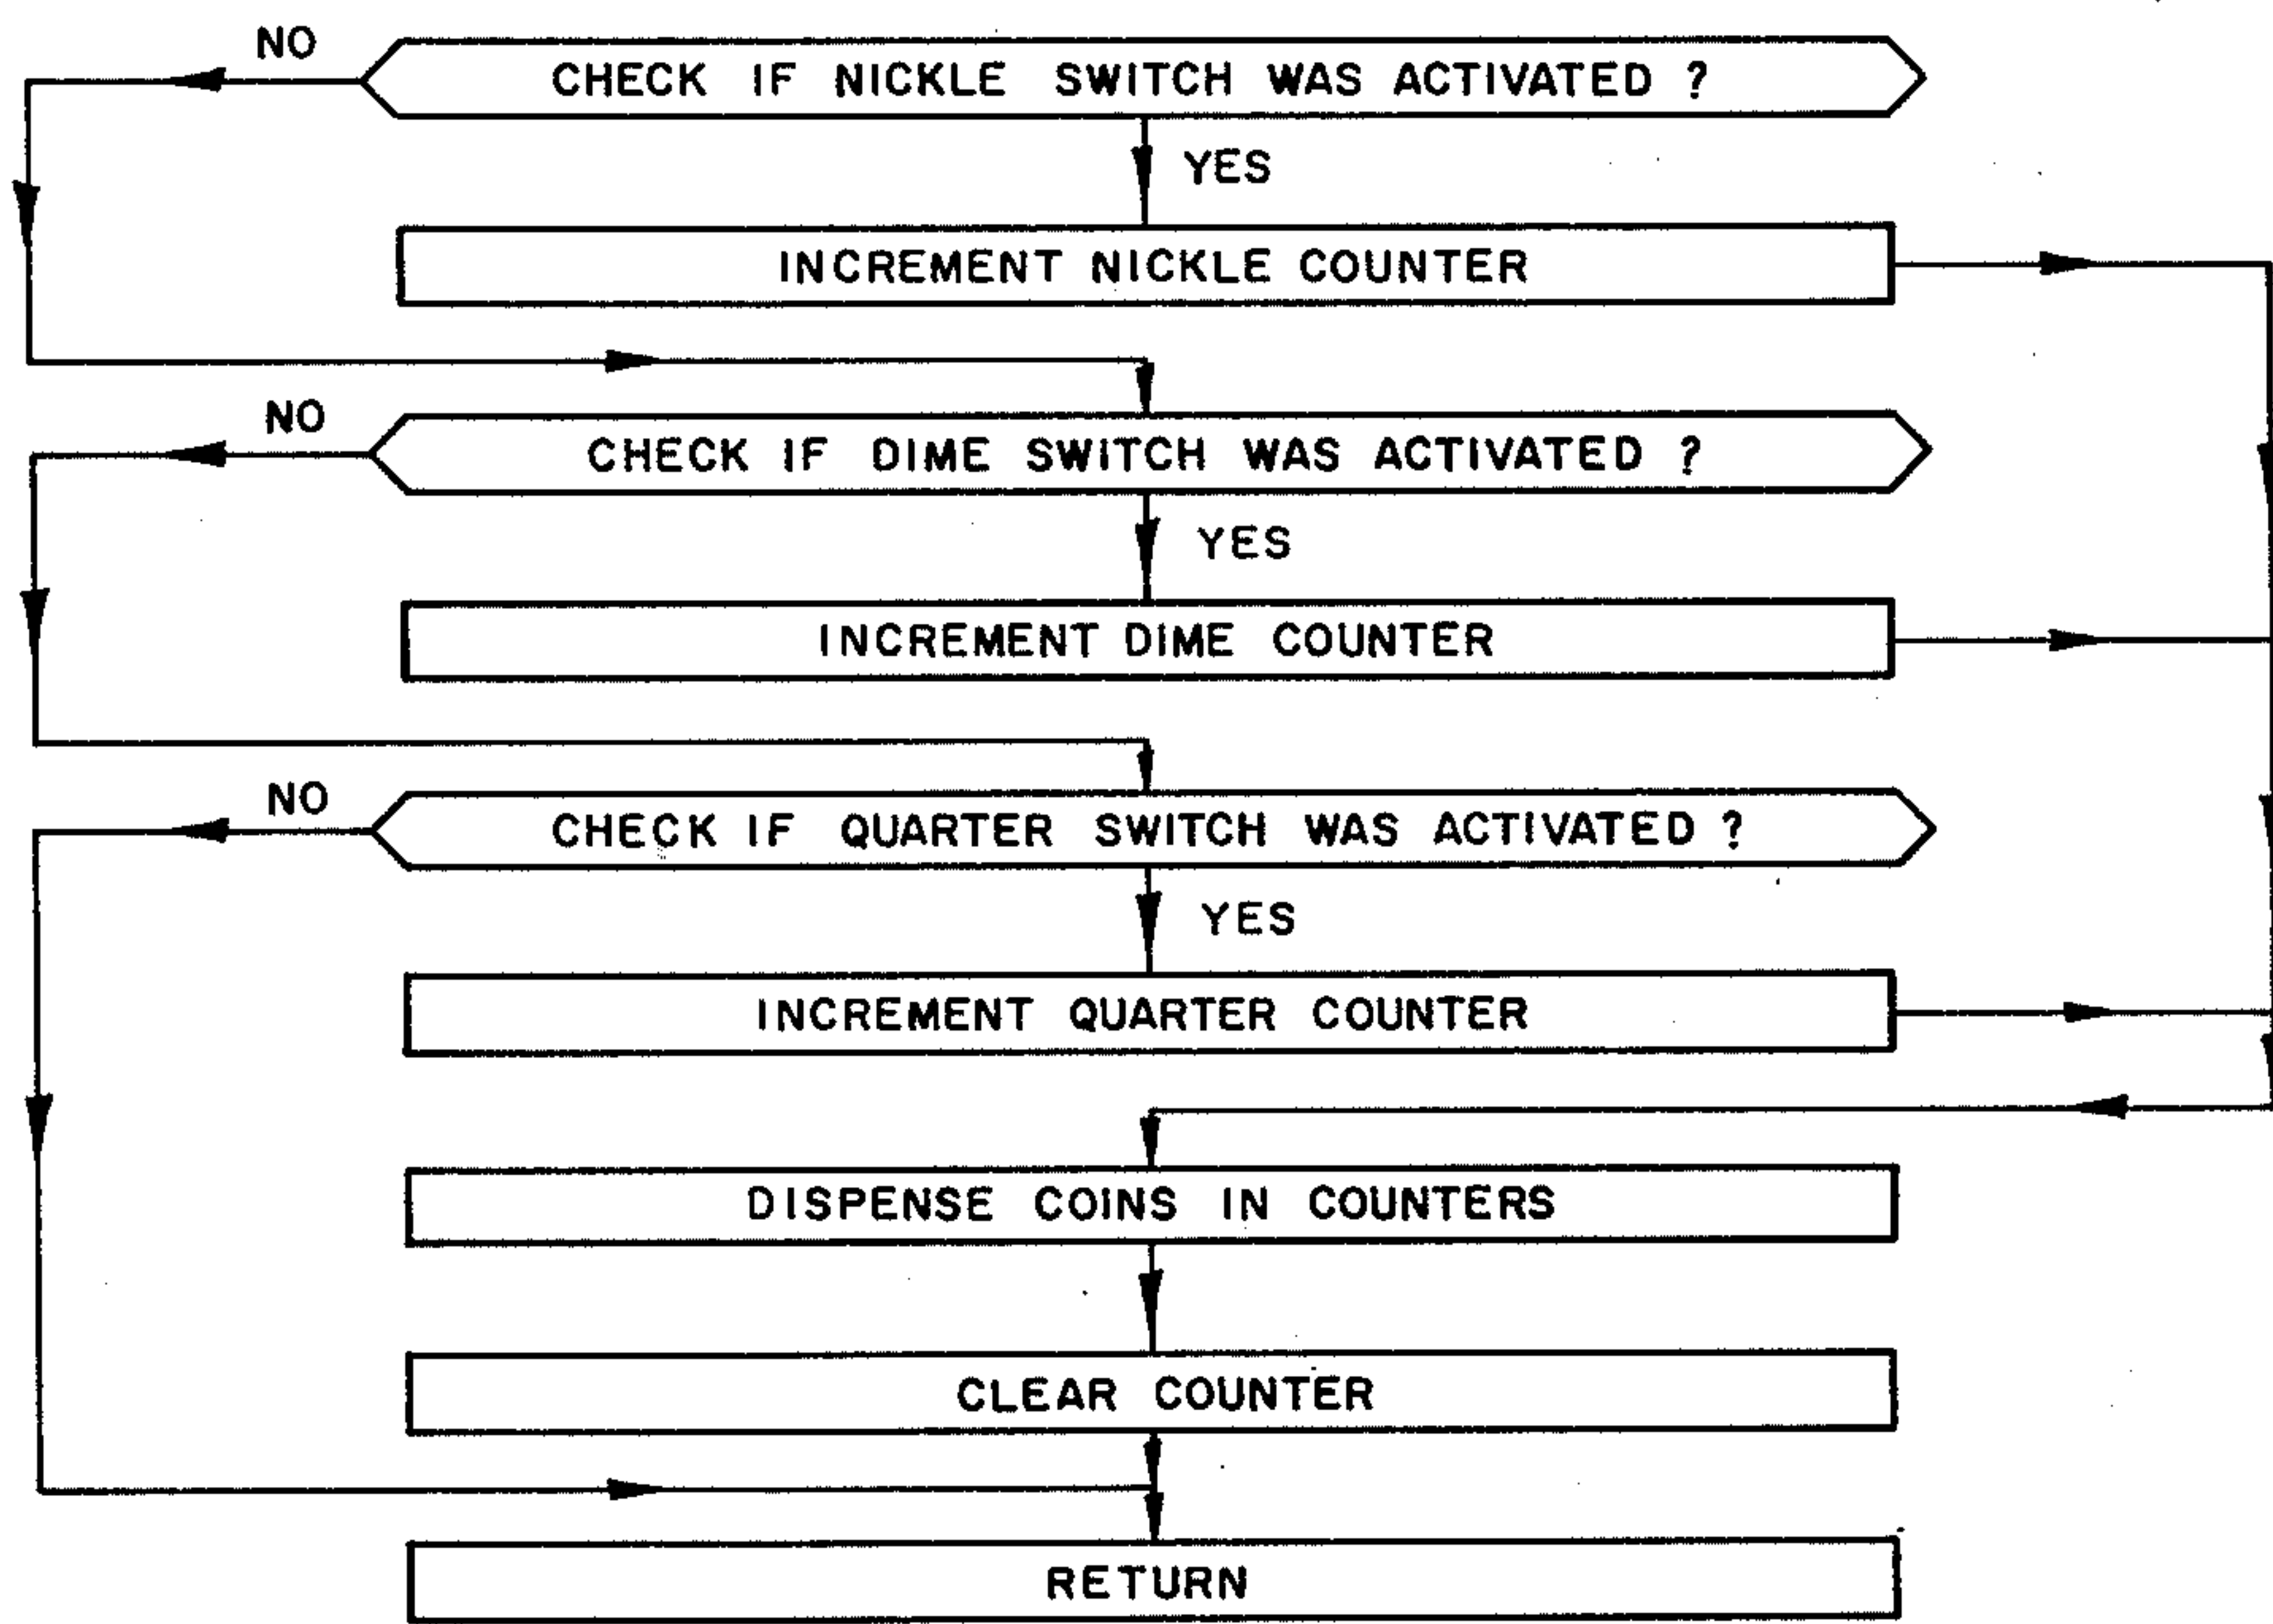 NO
CHECK IF NICKLE SWITCH WAS ACTIVATED ?
YES
INCREMENT NICKLE COUNTER
NO
CHECK IF DIME SWITCH WAS ACTIVATED ?
YES
INCREMENT DIME COUNTER
NO
CHECK IF QUARTER SWITCH WAS ACTIVATED ?
YES
INCREMENT QUARTER COUNTER
DISPENSE COINS IN COUNTERS
CLEAR COUNTER
RETURN